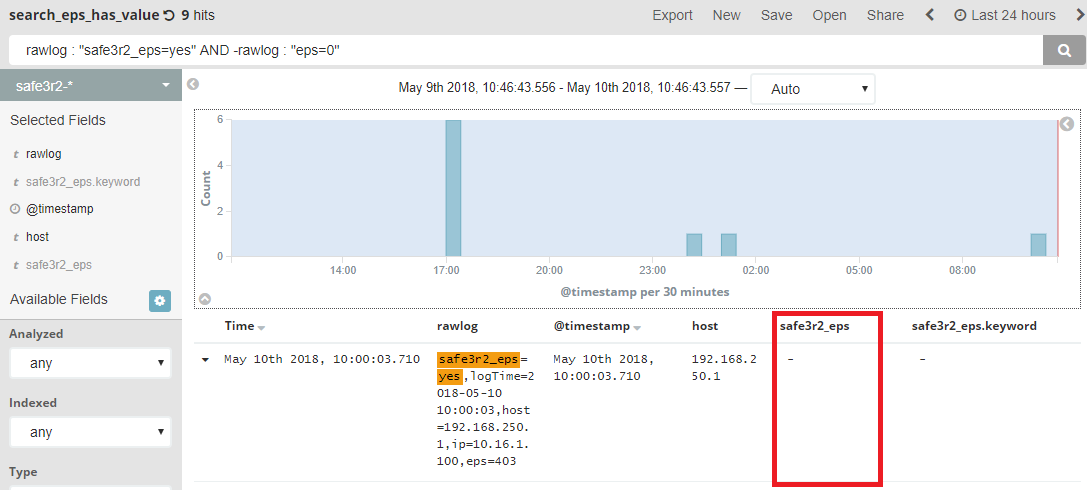 search_eps_has_value 9 hits
Export New Save Open Share Last 24 hours
rawlog : "safe3r2_eps=yes" AND -rawlog : "eps=0"
safe3r2-*
May 9th 2018, 10:46:43.556 - May 10th 2018, 10:46:43.557 — Auto
Selected Fields
t rawlog
t safe3r2_eps.keyword
@timestamp
t host
t safe3r2_eps
Available Fields
Analyzed
any
Indexed
any
Type
Count
6
4
2
0
14:00 17:00 20:00 23:00 02:00 05:00 08:00
@timestamp per 30 minutes
Time rawlog @timestamp host safe3r2_eps safe3r2_eps.keyword
May 10th 2018, 10:00:03.710 safe3r2_eps= May 10th 2018, 192.168.2 - -
yes,logTime=2 10:00:03.710 50.1
018-05-10
10:00:03,host
=192.168.250.
1,ip=10.16.1.
100,eps=403